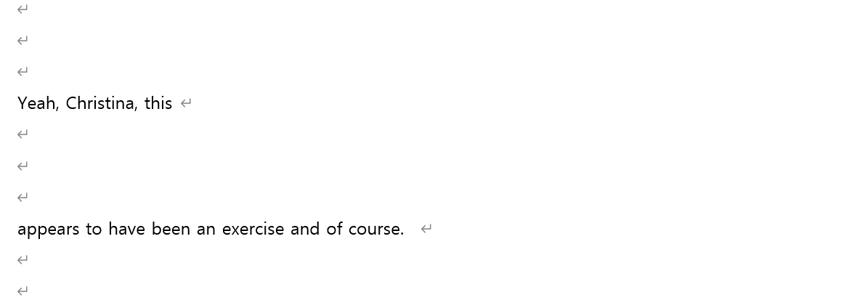 Yeah, Christina, this
appears to have been an exercise and of course.